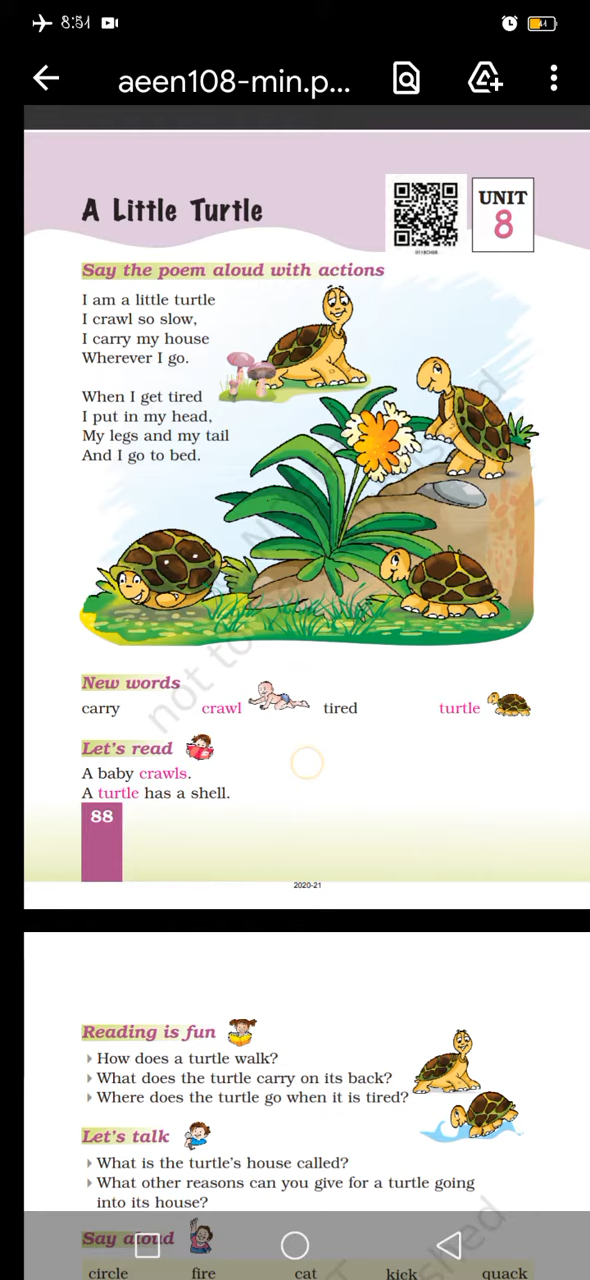 8:51
44
aeen108-min.p...
A Little Turtle
UNIT
8
0118CH08
Say the poem aloud with actions
I am a little turtle
I crawl so slow,
I carry my house
Wherever I go.
When I get tired
I put in my head,
My legs and my tail
And I go to bed.
New words
carry crawl tired turtle
Let's read
A baby crawls.
A turtle has a shell.
88
2020-21
Reading is fun
How does a turtle walk?
What does the turtle carry on its back?
Where does the turtle go when it is tired?
Let's talk
What is the turtle's house called?
What other reasons can you give for a turtle going
into its house?
Say aloud
circle fire cat kick quack